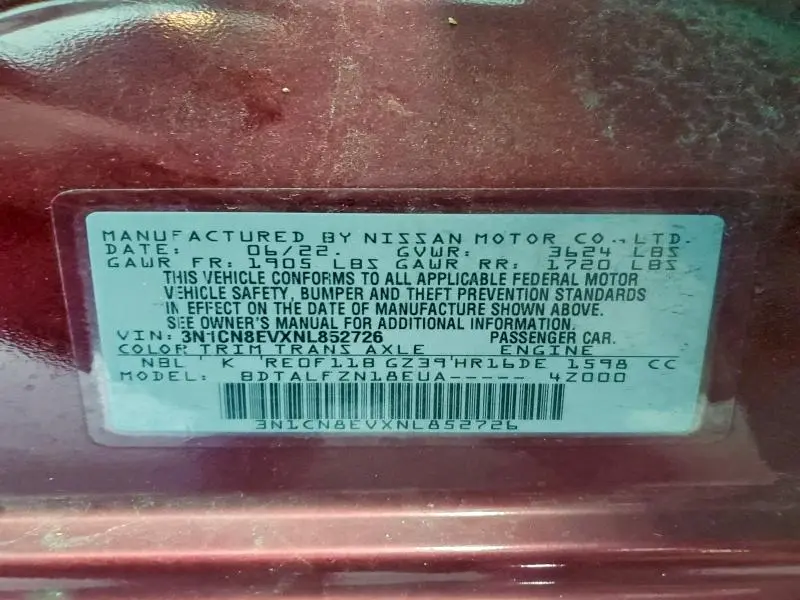 MANUFACTURED BY NISSAN MOTOR CO., LTD.
DATE: 06/22. GVWR: 3624 LBS
GAWR FR: 1905 LBS GAWR RR: 1720 LBS
THIS VEHICLE CONFORMS TO ALL APPLICABLE FEDERAL MOTOR
VEHICLE SAFETY, BUMPER AND THEFT PREVENTION STANDARDS
IN EFFECT ON THE DATE OF MANUFACTURE SHOWN ABOVE.
SEE OWNER'S MANUAL FOR ADDITIONAL INFORMATION.
VIN: 3N1CN8EVXNL852726 PASSENGER CAR.
COLOR TRIM TRANS AXLE ENGINE
NBL K RE0F11B GZ39 HR16DE 1598 CC
MODEL: BDTALFZN18EUA----- 4Z000
3N1CN8EVXNL852726